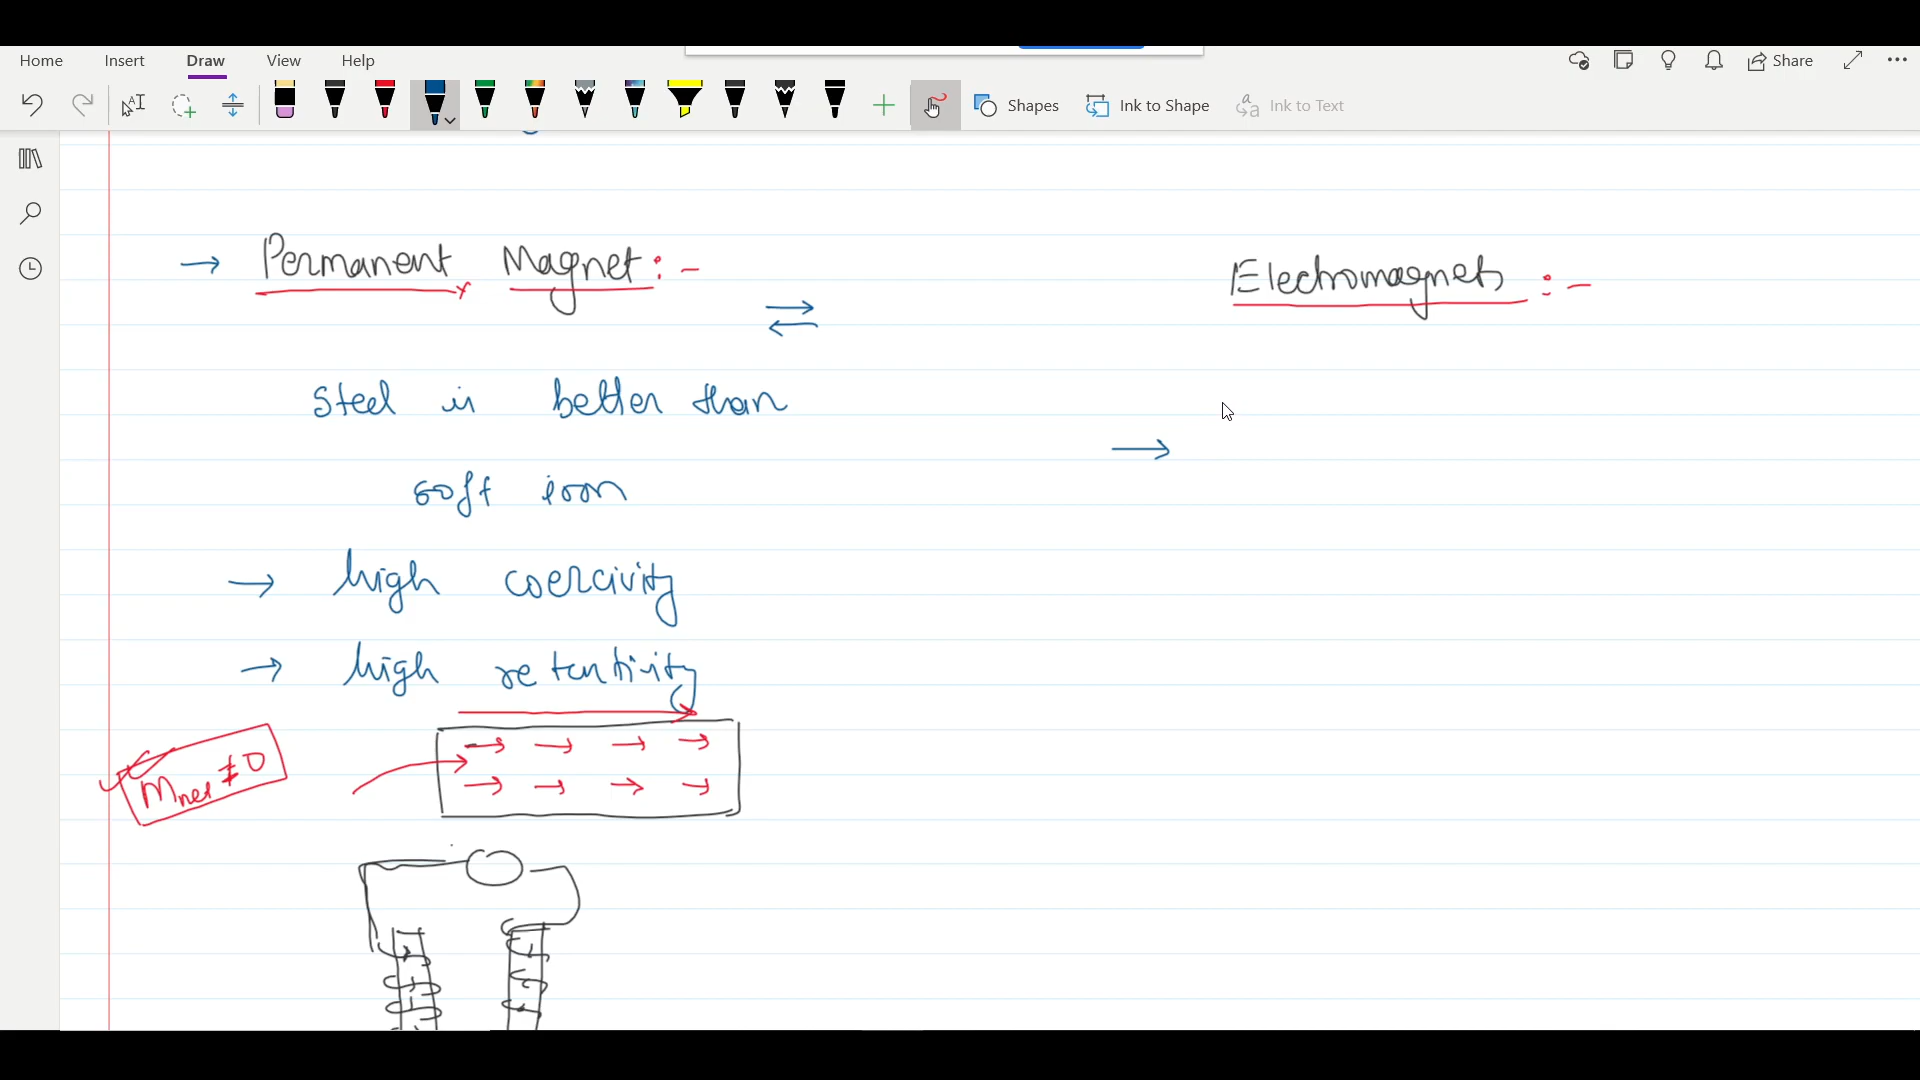 Home Insert Draw View Help Share
Shapes Ink to Shape Ink to Text
→ Permanent Magnet :-
Electromagnets :-
Steel is better than
soft iron
→ high coercivity
→ high retentivity
Mnet ≠ 0